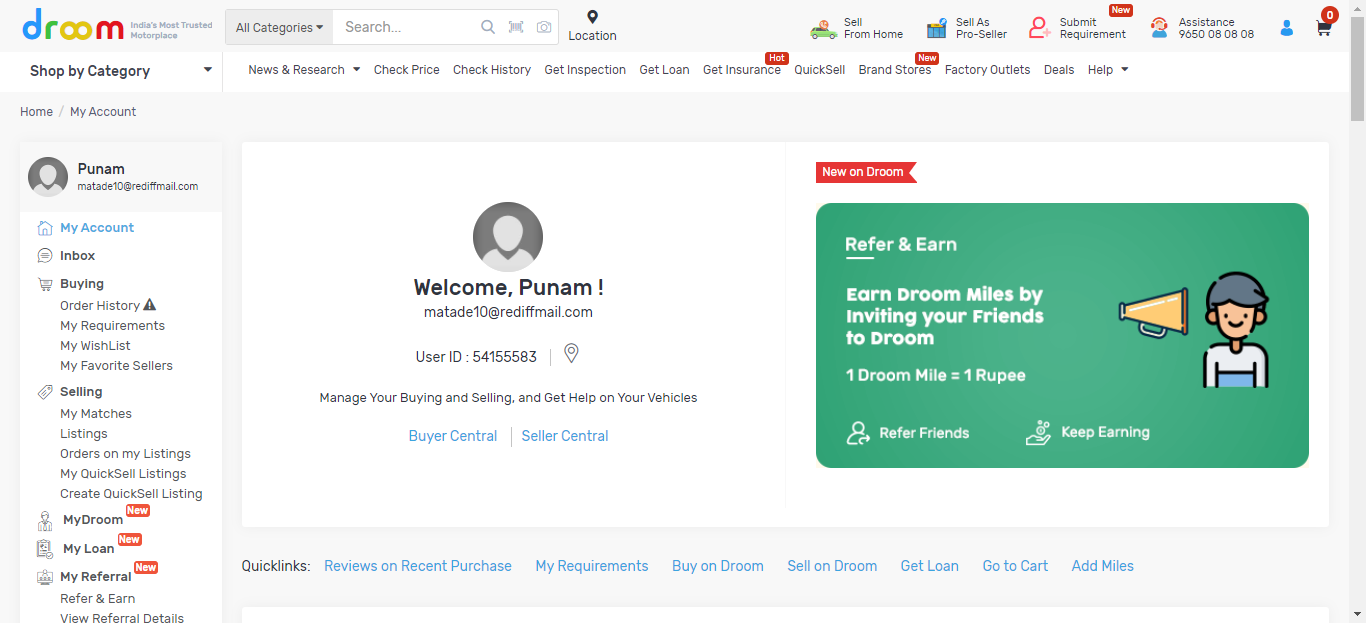 droom India's Most Trusted Motorplace
All Categories
Search...
Location
Sell From Home
Sell As Pro-Seller
New
Submit Requirement
Assistance 9650 08 08 08
0
Shop by Category
News & Research
Check Price
Check History
Get Inspection
Get Loan
Hot
Get Insurance
QuickSell
New
Brand Stores
Factory Outlets
Deals
Help
Home / My Account
Punam
matade10@rediffmail.com
My Account
Inbox
Buying
Order History
My Requirements
My WishList
My Favorite Sellers
Selling
My Matches
Listings
Orders on my Listings
My QuickSell Listings
Create QuickSell Listing
MyDroom New
My Loan New
My Referral New
Refer & Earn
View Referral Details
Welcome, Punam !
matade10@rediffmail.com
User ID : 54155583
Manage Your Buying and Selling, and Get Help on Your Vehicles
Buyer Central
Seller Central
New on Droom
Refer & Earn
Earn Droom Miles by
Inviting your Friends
to Droom
1 Droom Mile = 1 Rupee
Refer Friends
Keep Earning
Quicklinks: Reviews on Recent Purchase My Requirements Buy on Droom Sell on Droom Get Loan Go to Cart Add Miles